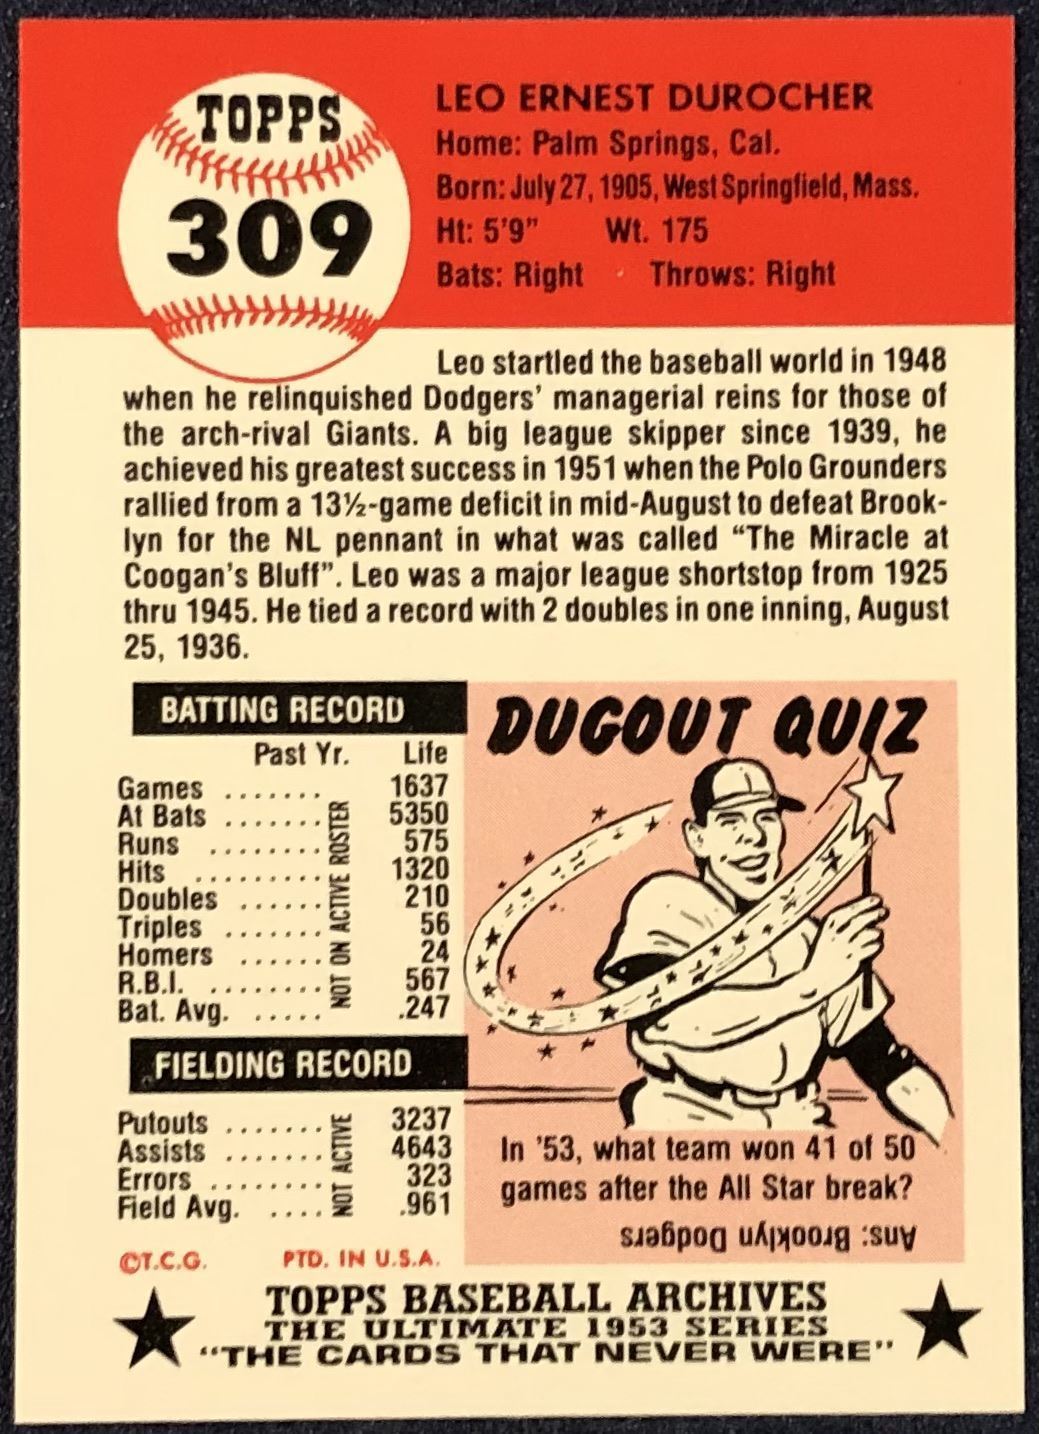 TOPPS
309
LEO ERNEST DUROCHER
Home: Palm Springs, Cal.
Born: July 27, 1905, West Springfield, Mass.
Ht: 5'9" Wt. 175
Bats: Right Throws: Right
Leo startled the baseball world in 1948
when he relinquished Dodgers' managerial reins for those of
the arch-rival Giants. A big league skipper since 1939, he
achieved his greatest success in 1951 when the Polo Grounders
rallied from a 13½-game deficit in mid-August to defeat Brook-
lyn for the NL pennant in what was called "The Miracle at
Coogan's Bluff". Leo was a major league shortstop from 1925
thru 1945. He tied a record with 2 doubles in one inning, August
25, 1936.
BATTING RECORD
Past Yr. Life
Games ....... 1637
At Bats ....... 5350
Runs ........ 575
Hits ......... 1320
Doubles ...... 210
Triples ....... 56
Homers ...... 24
R.B.I. ........ 567
Bat. Avg. ..... .247
NOT ON ACTIVE ROSTER
FIELDING RECORD
Putouts ....... 3237
Assists ....... 4643
Errors ........ 323
Field Avg. .... .961
NOT ACTIVE
DUGOUT QUIZ
In '53, what team won 41 of 50
games after the All Star break?
Ans: Brooklyn Dodgers
©T.C.G. PTD. IN U.S.A.
TOPPS BASEBALL ARCHIVES
THE ULTIMATE 1953 SERIES
"THE CARDS THAT NEVER WERE"